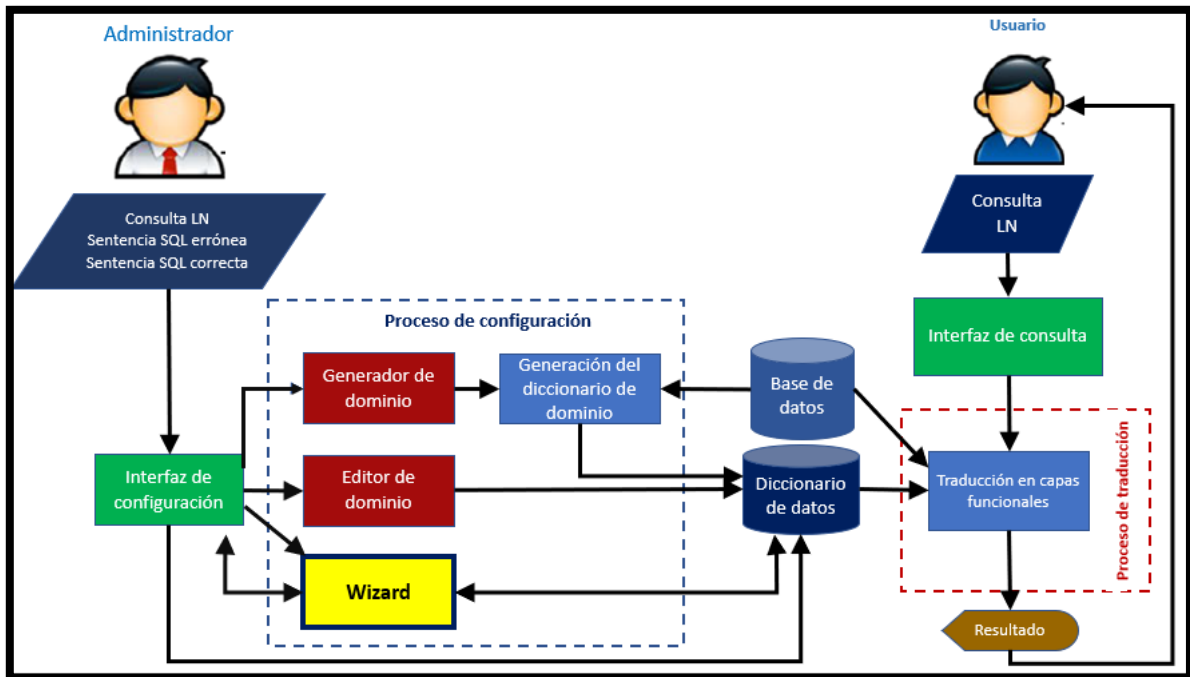 Administrador
Usuario
Consulta LN
Sentencia SQL errónea
Sentencia SQL correcta
Consulta
LN
Proceso de configuración
Interfaz de consulta
Generador de
dominio
Generación del
diccionario de
dominio
Base de
datos
Interfaz de
configuración
Editor de
dominio
Diccionario
de datos
Traducción en capas
funcionales
Proceso de traducción
Wizard
Resultado